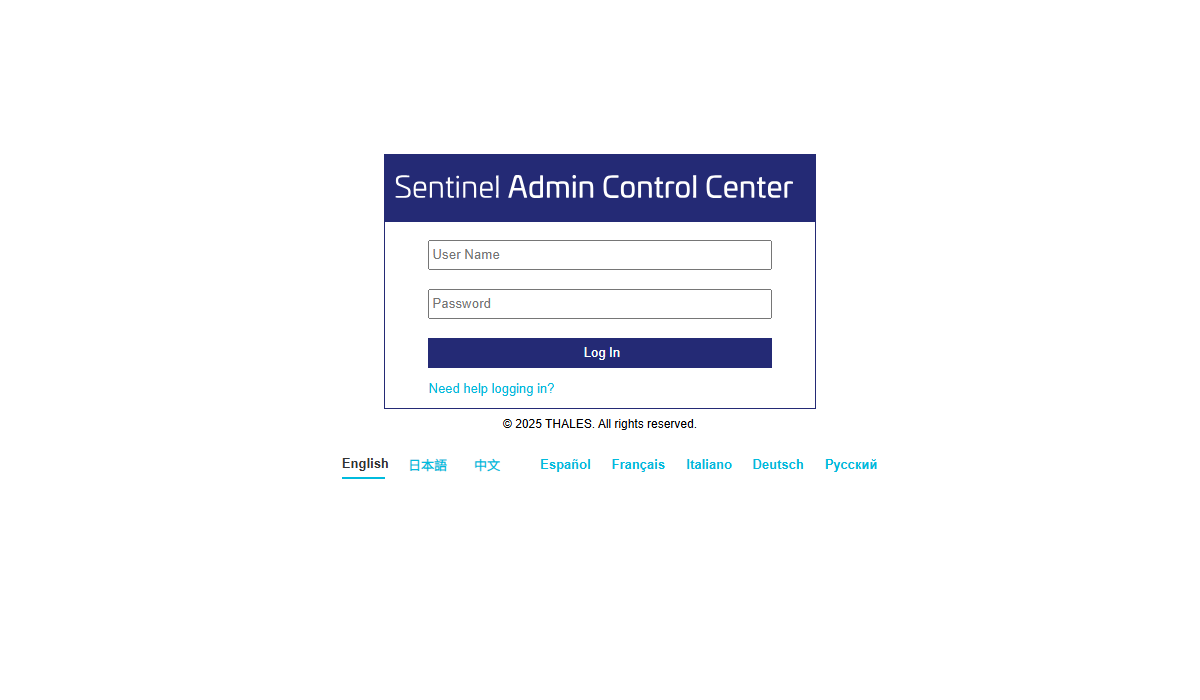 Sentinel Admin Control Center
User Name
Password
Log In
Need help logging in?
© 2025 THALES. All rights reserved.
English 日本語 中文 Español Français Italiano Deutsch Русский